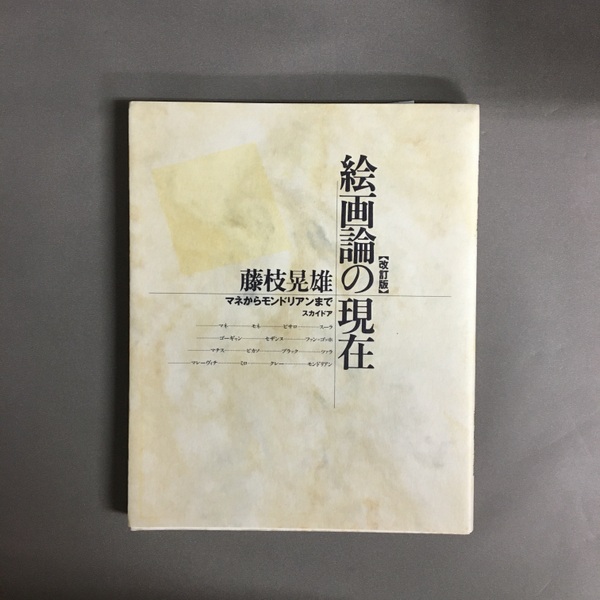 絵画論の現在
【改訂版】
藤枝晃雄
マネからモンドリアンまで
スカイドア
マネ モネ ピサロ スーラ
ゴーギャン セザンヌ ファン・ゴッホ
マチス ピカソ ブラック
マレーヴィチ ミロ クレー モンドリアン